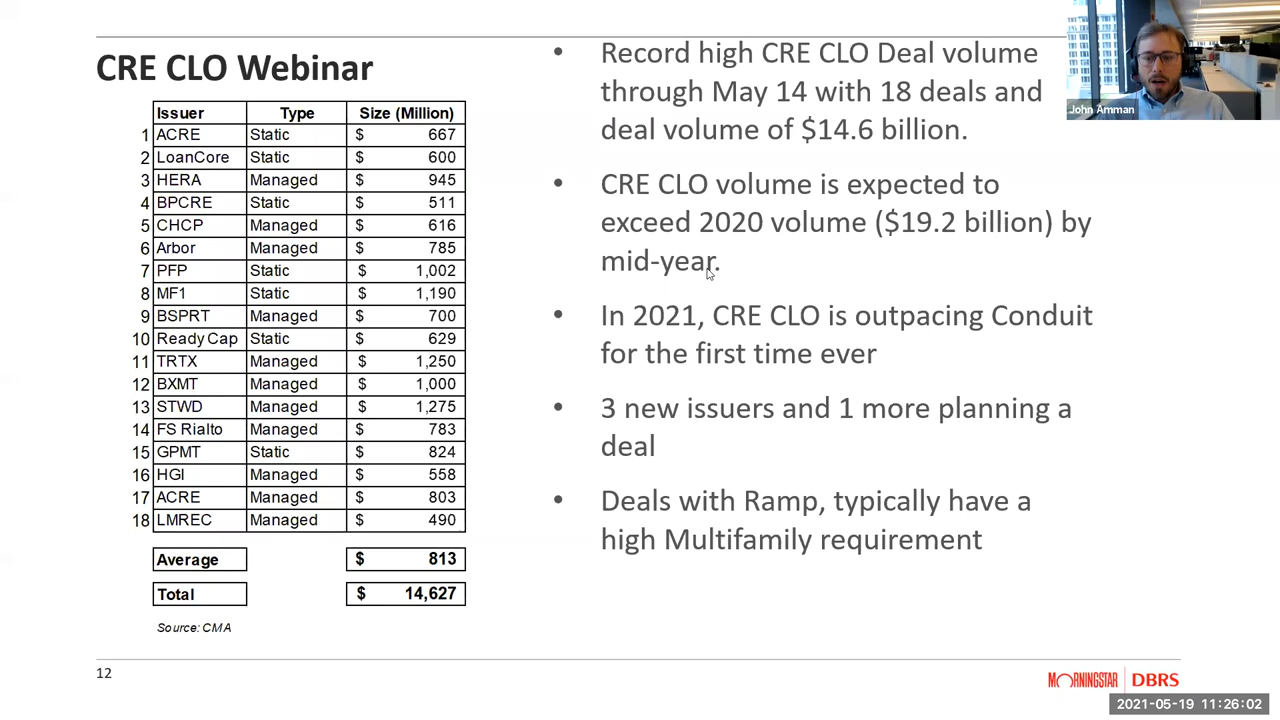 CRE CLO Webinar
Issuer Type Size (Million)
1 ACRE Static $ 667
2 LoanCore Static $ 600
3 HERA Managed $ 945
4 BPCRE Static $ 511
5 CHCP Managed $ 616
6 Arbor Managed $ 785
7 PFP Static $ 1,002
8 MF1 Static $ 1,190
9 BSPRT Managed $ 700
10 Ready Cap Static $ 629
11 TRTX Managed $ 1,250
12 BXMT Managed $ 1,000
13 STWD Managed $ 1,275
14 FS Rialto Managed $ 783
15 GPMT Static $ 824
16 HGI Managed $ 558
17 ACRE Managed $ 803
18 LMREC Managed $ 490
Average $ 813
Total $ 14,627
Source: CMA
• Record high CRE CLO Deal volume
through May 14 with 18 deals and
deal volume of $14.6 billion.
• CRE CLO volume is expected to
exceed 2020 volume ($19.2 billion) by
mid-year.
• In 2021, CRE CLO is outpacing Conduit
for the first time ever
• 3 new issuers and 1 more planning a
deal
• Deals with Ramp, typically have a
high Multifamily requirement
John Amman
12
MORNINGSTAR DBRS
2021-05-19 11:26:02